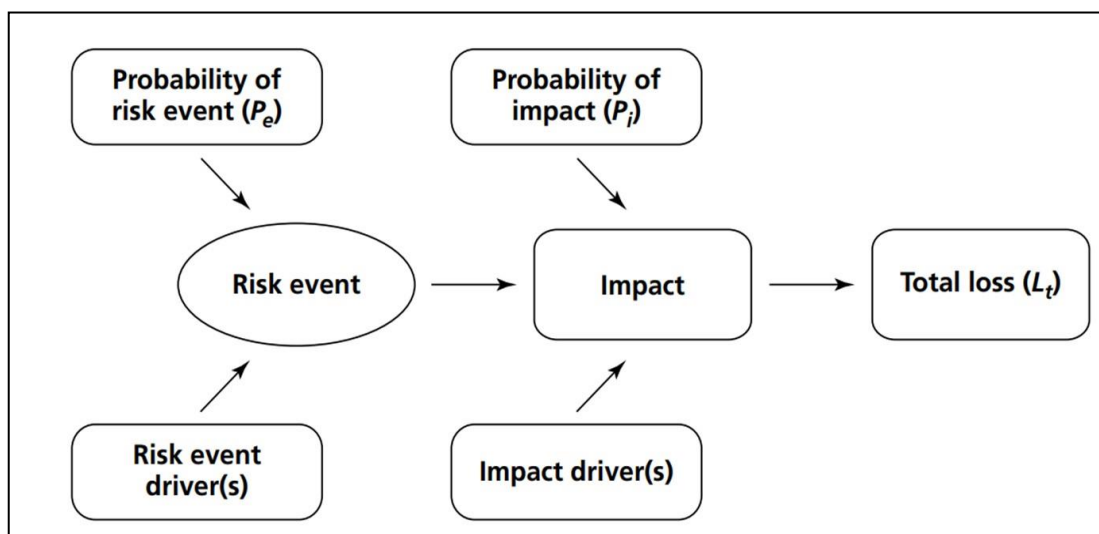 Probability of
risk event (Pe)
Probability of
impact (Pi)
Risk event
Impact
Total loss (Lt)
Risk event
driver(s)
Impact driver(s)